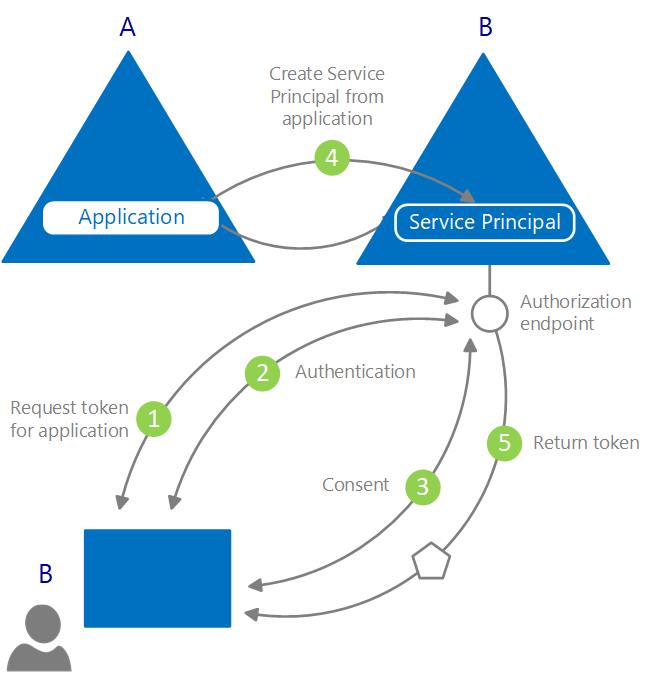 A
B
Create Service
Principal from
application
4
Application
Service Principal
Authorization
endpoint
2
Authentication
Request token
for application
1
5
Return token
Consent
3
B